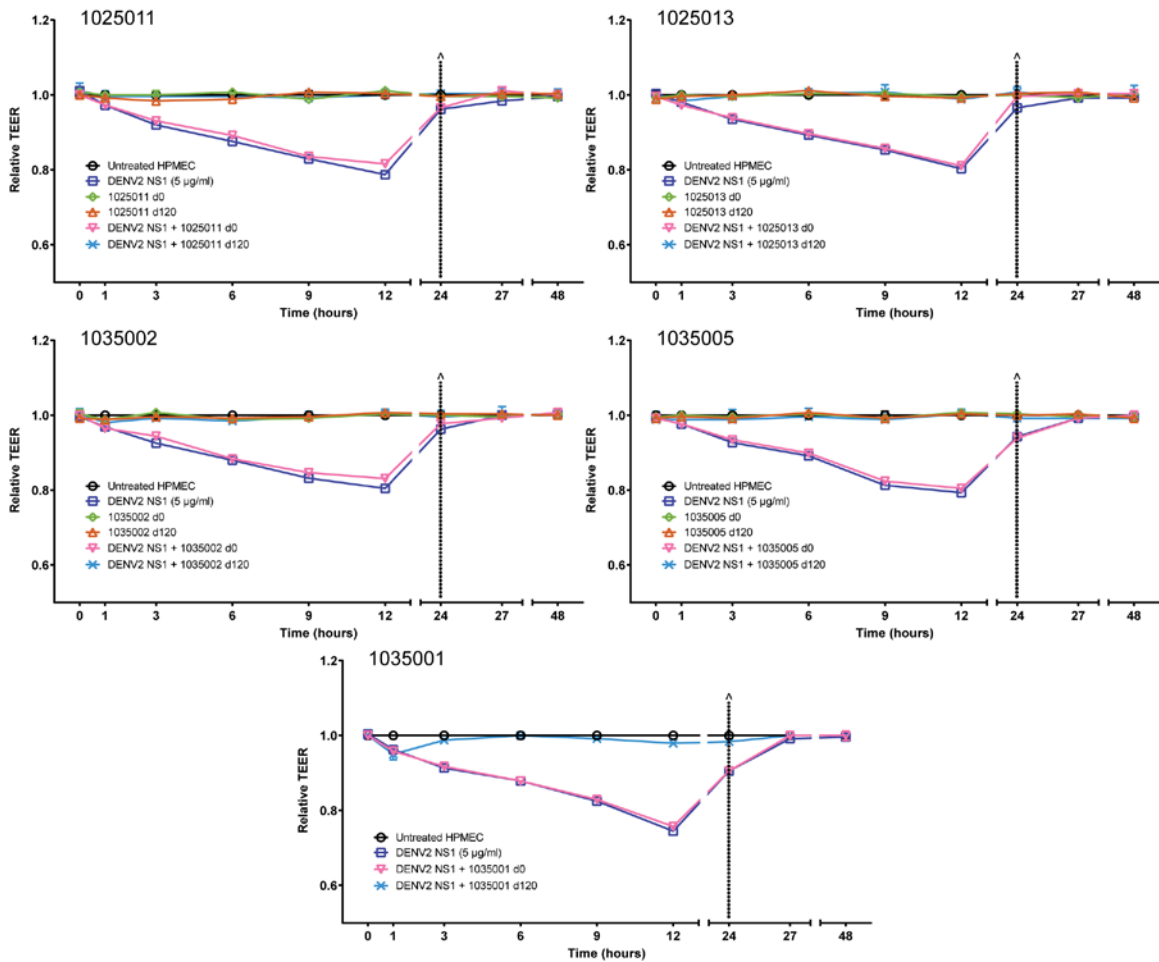 1025011
1.2
1.0
0.8
0.6
Relative TEER
^
Untreated HPMEC
DENV2 NS1 (5 µg/ml)
1025011 d0
1025011 d120
DENV2 NS1 + 1025011 d0
DENV2 NS1 + 1025011 d120
0 1 3 6 9 12 24 27 48
Time (hours)
1025013
1.2
1.0
0.8
0.6
Relative TEER
^
Untreated HPMEC
DENV2 NS1 (5 µg/ml)
1025013 d0
1025013 d120
DENV2 NS1 + 1025013 d0
DENV2 NS1 + 1025013 d120
0 1 3 6 9 12 24 27 48
Time (hours)
1035002
1.2
1.0
0.8
0.6
Relative TEER
^
Untreated HPMEC
DENV2 NS1 (5 µg/ml)
1035002 d0
1035002 d120
DENV2 NS1 + 1035002 d0
DENV2 NS1 + 1035002 d120
0 1 3 6 9 12 24 27 48
Time (hours)
1035005
1.2
1.0
0.8
0.6
Relative TEER
^
Untreated HPMEC
DENV2 NS1 (5 µg/ml)
1035005 d0
1035005 d120
DENV2 NS1 + 1035005 d0
DENV2 NS1 + 1035005 d120
0 1 3 6 9 12 24 27 48
Time (hours)
1035001
1.2
1.0
0.8
0.6
Relative TEER
^
Untreated HPMEC
DENV2 NS1 (5 µg/ml)
DENV2 NS1 + 1035001 d0
DENV2 NS1 + 1035001 d120
0 1 3 6 9 12 24 27 48
Time (hours)